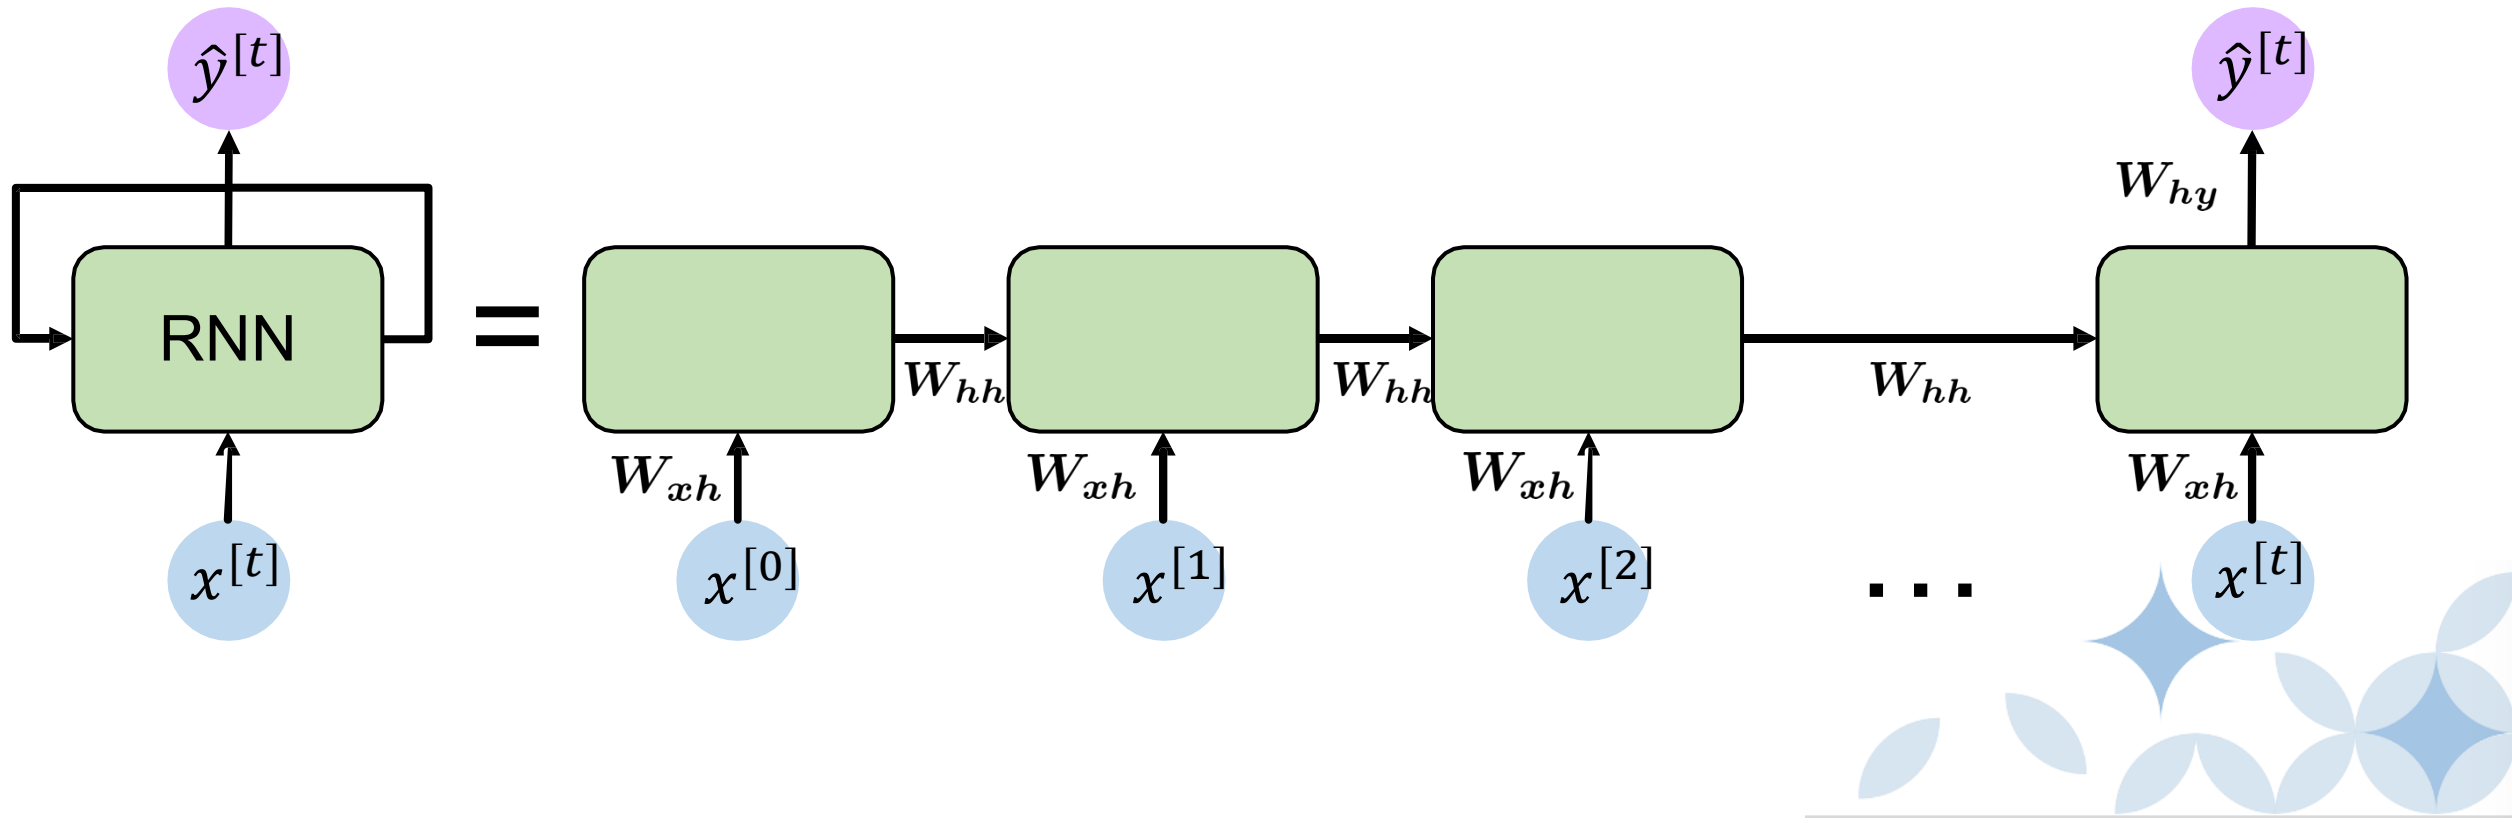 ŷ^[t]
ŷ^[t]
W_hy
RNN
=
W_hh
W_hh
W_hh
W_xh
W_xh
W_xh
W_xh
x^[t]
x^[0]
x^[1]
x^[2]
...
x^[t]